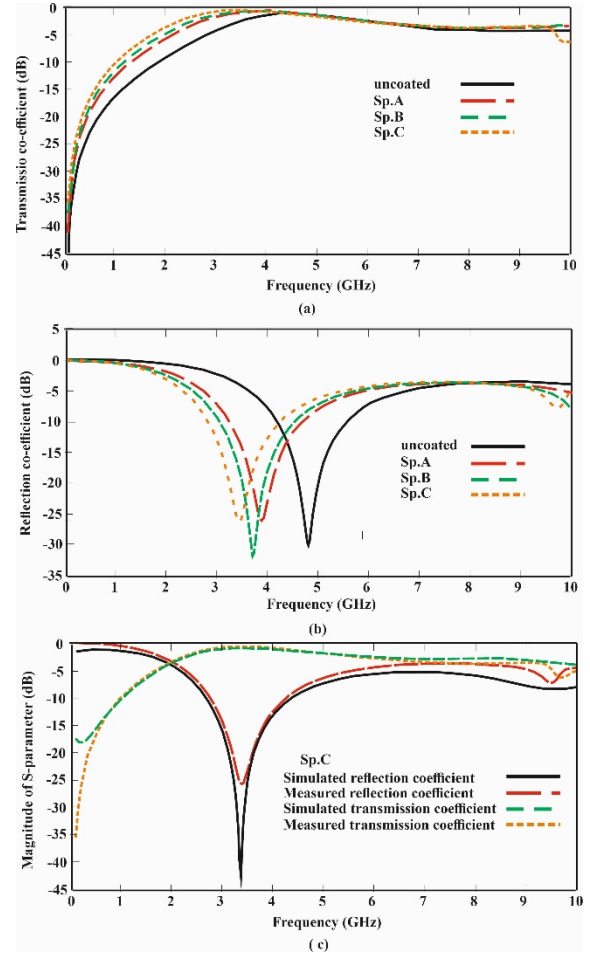 0
-5
-10
-15
-20
-25
-30
-35
-40
-45
Transmissio co-efficient (dB)
uncoated
Sp.A
Sp.B
Sp.C
0 1 2 3 4 5 6 7 8 9 10
Frequency (GHz)
(a)
5
0
-5
-10
-15
-20
-25
-30
-35
Reflection co-efficient (dB)
uncoated
Sp.A
Sp.B
Sp.C
0 1 2 3 4 5 6 7 8 9 10
Frequency (GHz)
(b)
0
-5
-10
-15
-20
-25
-30
-35
-40
-45
Magnitude of S-parameter (dB)
Sp.C
Simulated reflection coefficient
Measured reflection coefficient
Simulated transmission coefficient
Measured transmission coefficient
0 1 2 3 4 5 6 7 8 9 10
Frequency (GHz)
( c)